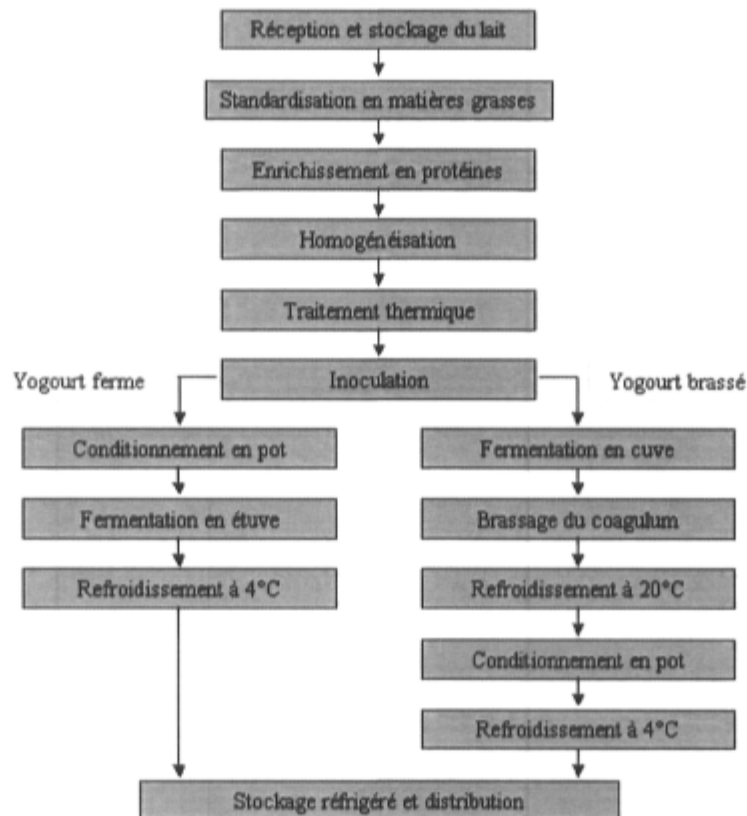 Réception et stockage du lait
Standardisation en matières grasses
Enrichissement en protéines
Homogénéisation
Traitement thermique
Inoculation
Yogourt ferme
Conditionnement en pot
Fermentation en étuve
Refroidissement à 4°C
Yogourt brassé
Fermentation en cuve
Brassage du coagulum
Refroidissement à 20°C
Conditionnement en pot
Refroidissement à 4°C
Stockage réfrigéré et distribution